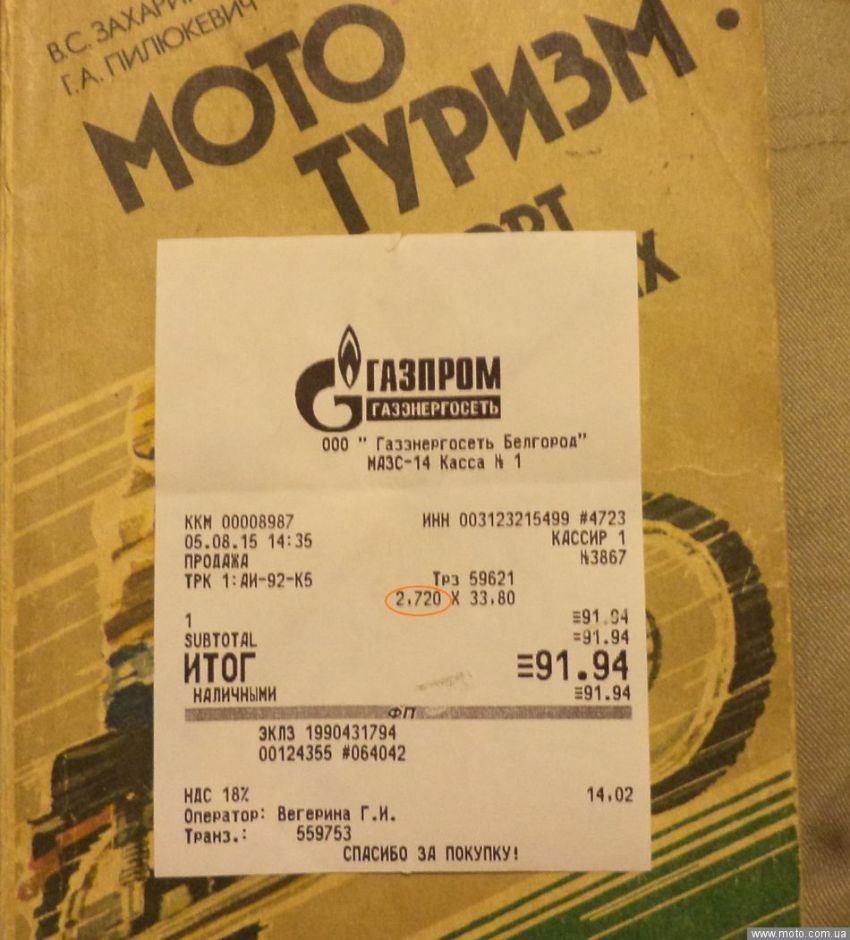 В.С. ЗАХАРИ
Г.А. ПИЛЮКЕВИЧ
МОТО
ТУРИЗМ
ГАЗПРОМ
ГАЗЭНЕРГОСЕТЬ
ООО " Газэнергосеть Белгород"
МАЗС-14 Касса № 1
ККМ 00008987 ИНН 003123215499 #4723
05.08.15 14:35 КАССИР 1
ПРОДАЖА №3867
ТРК 1:АИ-92-К5 Трз 59621
2.720 X 33.80
1 ≡91.94
SUBTOTAL ≡91.94
ИТОГ ≡91.94
НАЛИЧНЫМИ ≡91.94
ФП
ЭКЛЗ 1990431794
00124355 #064042
НДС 18% 14.02
Оператор: Вегерина Г.И.
Транз.: 559753
СПАСИБО ЗА ПОКУПКУ!
www.moto.com.ua